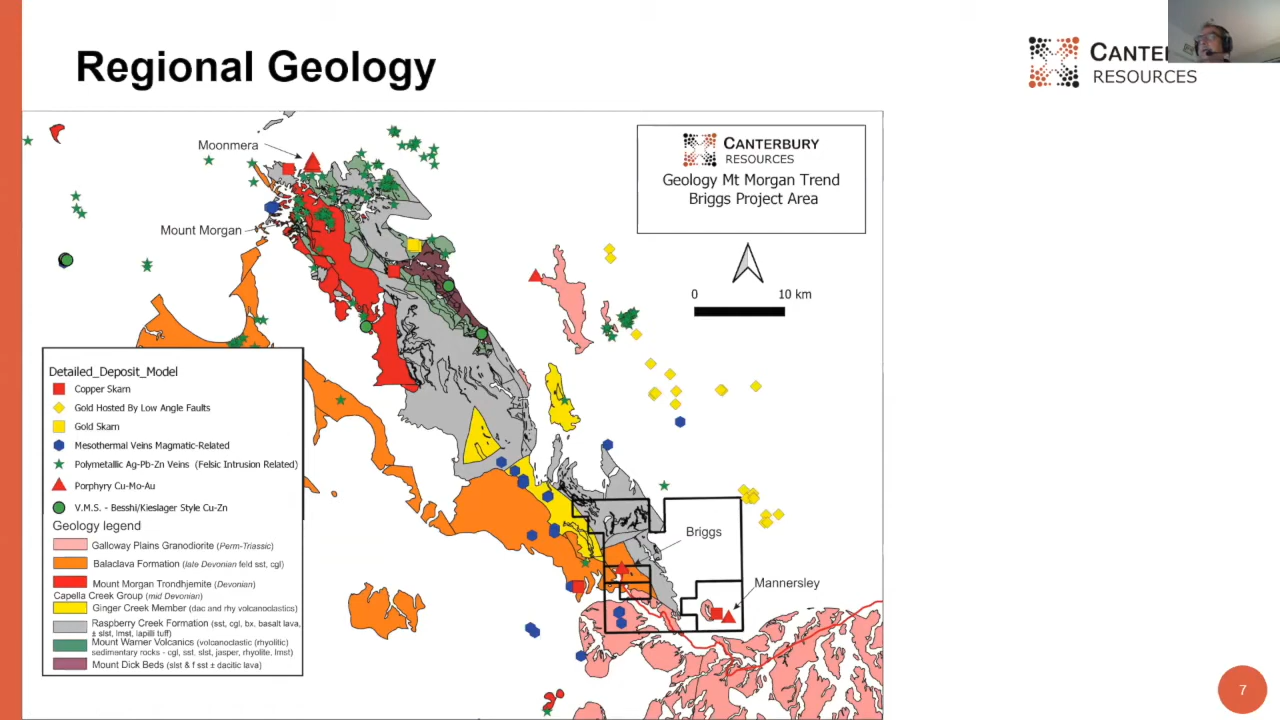 Regional Geology
CANTE
RESOURCES
Moonmera
Mount Morgan
CANTERBURY
RESOURCES
Geology Mt Morgan Trend
Briggs Project Area
0 10 km
Detailed_Deposit_Model
Copper Skarn
Gold Hosted By Low Angle Faults
Gold Skarn
Mesothermal Veins Magmatic-Related
Polymetallic Ag-Pb-Zn Veins (Felsic Intrusion Related)
Porphyry Cu-Mo-Au
V.M.S. - Besshi/Kieslager Style Cu-Zn
Geology legend
Galloway Plains Granodiorite (Perm-Triassic)
Balaclava Formation (late Devonian feld sst, cgl)
Mount Morgan Trondhjemite (Devonian)
Capella Creek Group (mid Devonian)
Ginger Creek Member (dac and rhy volcanoclastics)
Raspberry Creek Formation (sst, cgl, bx, basalt lava,
± slst, lmst, lapilli tuff)
Mount Warner Volcanics (volcanoclastic (rhyolitic)
sedimentary rocks - cgl, sst, slst, jasper, rhyolite, lmst)
Mount Dick Beds (slst & f sst ± dacitic lava)
Briggs
Mannersley
7